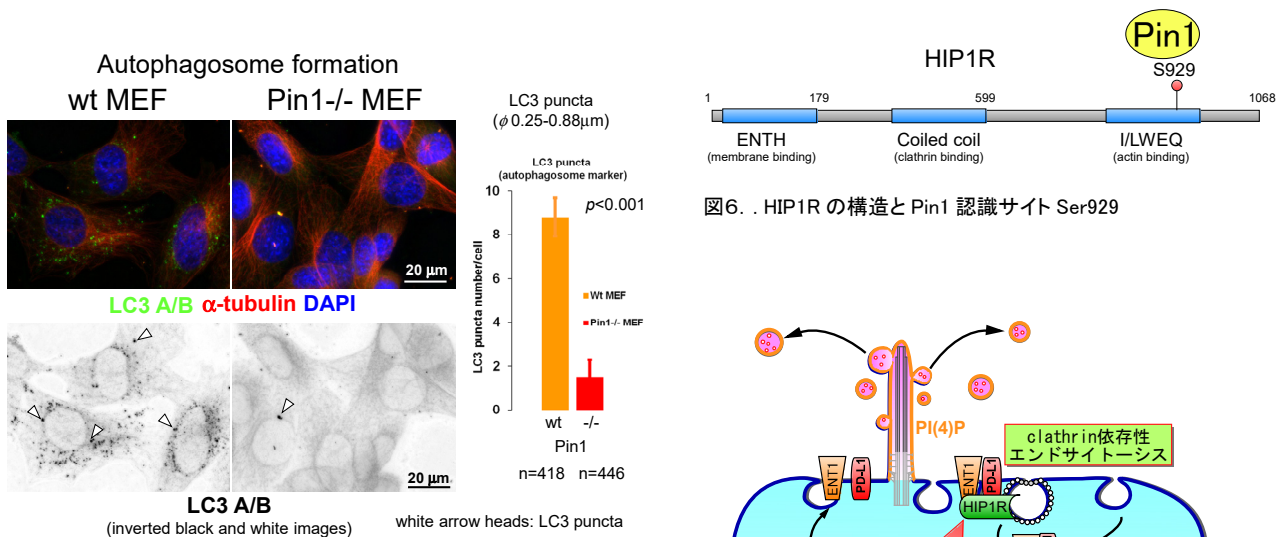 Autophagosome formation
wt MEF
Pin1-/- MEF
20 µm
LC3 A/B α-tubulin DAPI
20 µm
LC3 A/B
(inverted black and white images)
LC3 puncta
(φ 0.25-0.88µm)
LC3 puncta
(autophagosome marker)
p<0.001
LC3 puncta number/cell
10
8
6
4
2
0
Wt MEF
Pin1-/- MEF
wt -/-
Pin1
n=418 n=446
white arrow heads: LC3 puncta
Pin1
HIP1R
S929
1 179 599 1068
ENTH
(membrane binding)
Coiled coil
(clathrin binding)
I/LWEQ
(actin binding)
図6. . HIP1R の構造と Pin1 認識サイト Ser929
PI(4)P
clathrin依存性
エンドサイトーシス
ENT1
PD-L1
ENT1
PD-L1
HIP1R